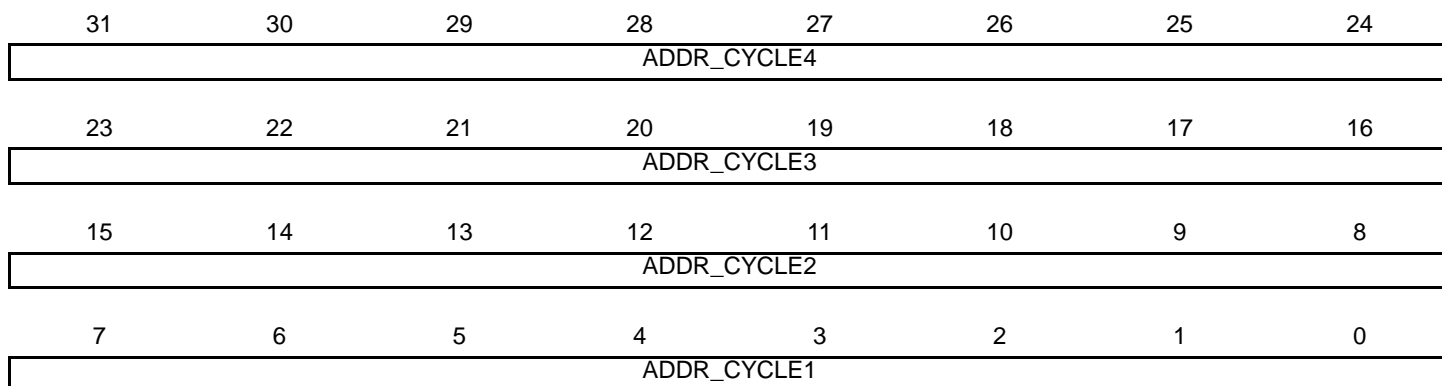 31 30 29 28 27 26 25 24
ADDR_CYCLE4
23 22 21 20 19 18 17 16
ADDR_CYCLE3
15 14 13 12 11 10 9 8
ADDR_CYCLE2
7 6 5 4 3 2 1 0
ADDR_CYCLE1